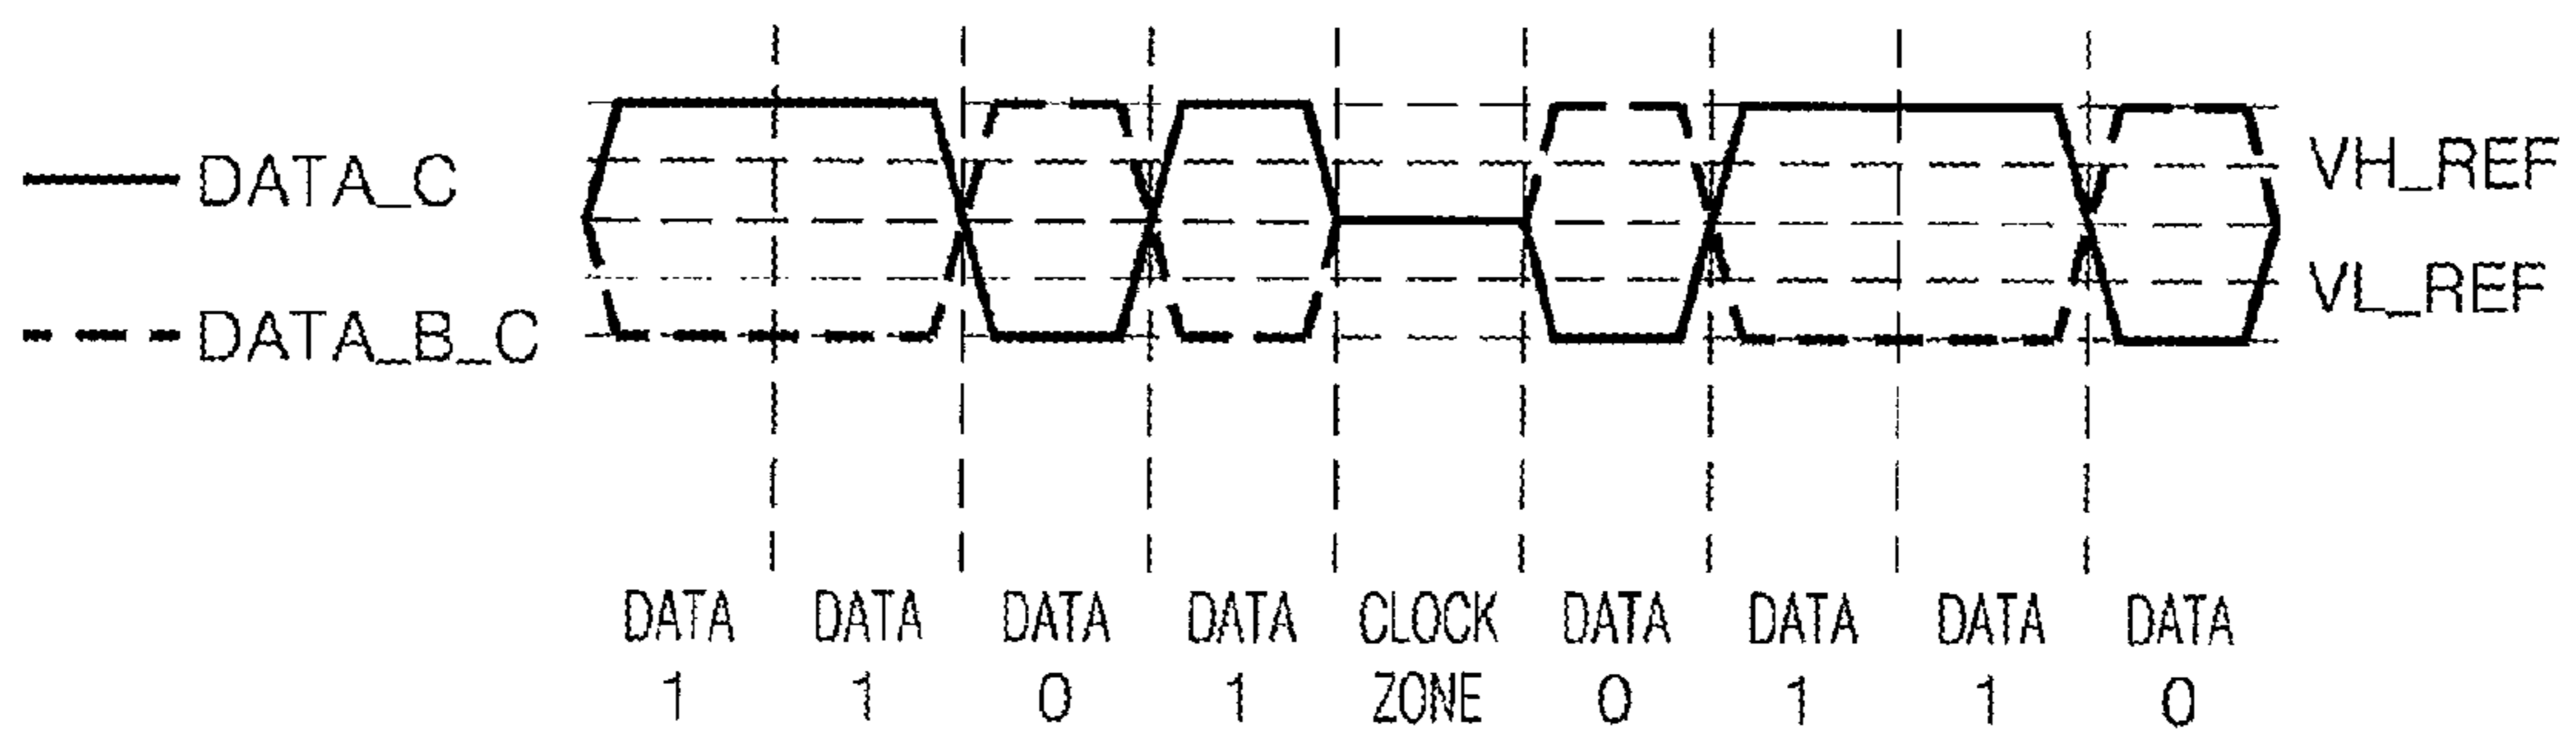 DATA_C
VH_REF
VL_REF
DATA_B_C
DATA DATA DATA DATA CLOCK DATA DATA DATA DATA
1 1 0 1 ZONE 0 1 1 0